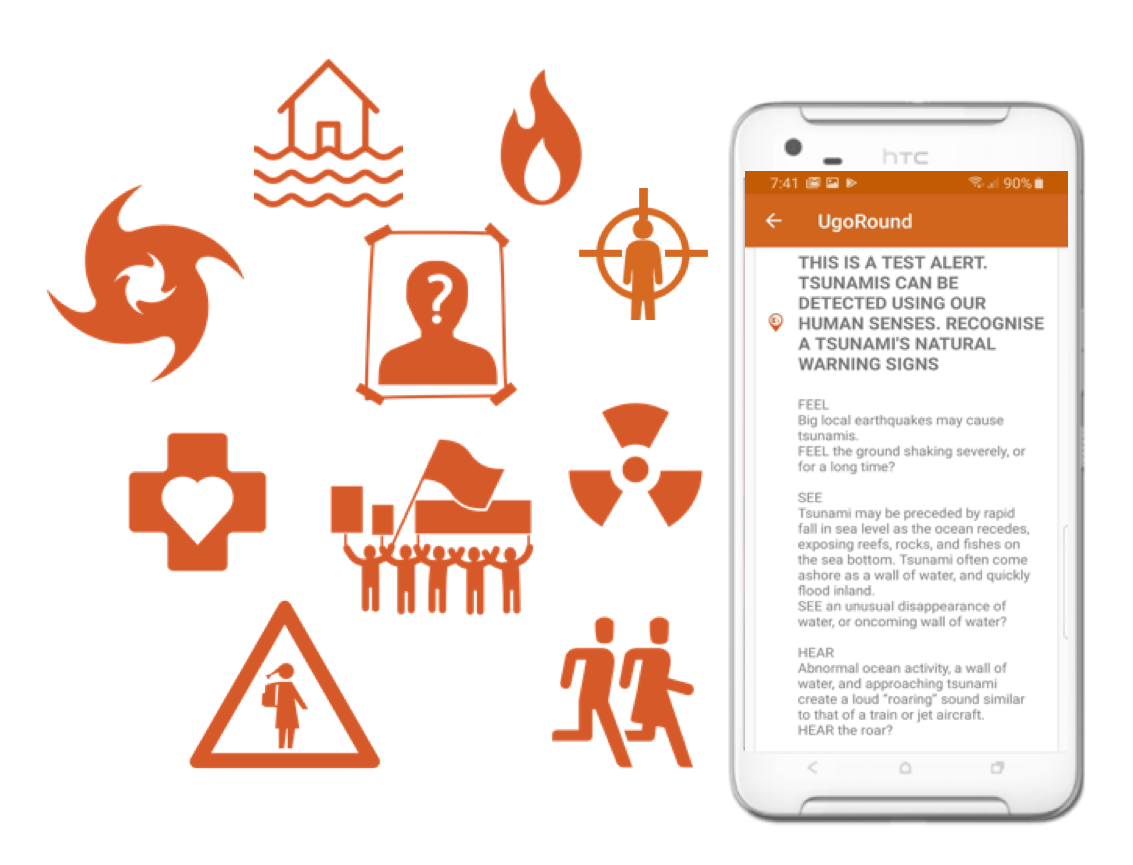 ?
hTC
7:41 90%
UgoRound
THIS IS A TEST ALERT.
TSUNAMIS CAN BE
DETECTED USING OUR
HUMAN SENSES. RECOGNISE
A TSUNAMI'S NATURAL
WARNING SIGNS
FEEL
Big local earthquakes may cause
tsunamis.
FEEL the ground shaking severely, or
for a long time?
SEE
Tsunami may be preceded by rapid
fall in sea level as the ocean recedes,
exposing reefs, rocks, and fishes on
the sea bottom. Tsunami often come
ashore as a wall of water, and quickly
flood inland.
SEE an unusual disappearance of
water, or oncoming wall of water?
HEAR
Abnormal ocean activity, a wall of
water, and approaching tsunami
create a loud "roaring" sound similar
to that of a train or jet aircraft.
HEAR the roar?